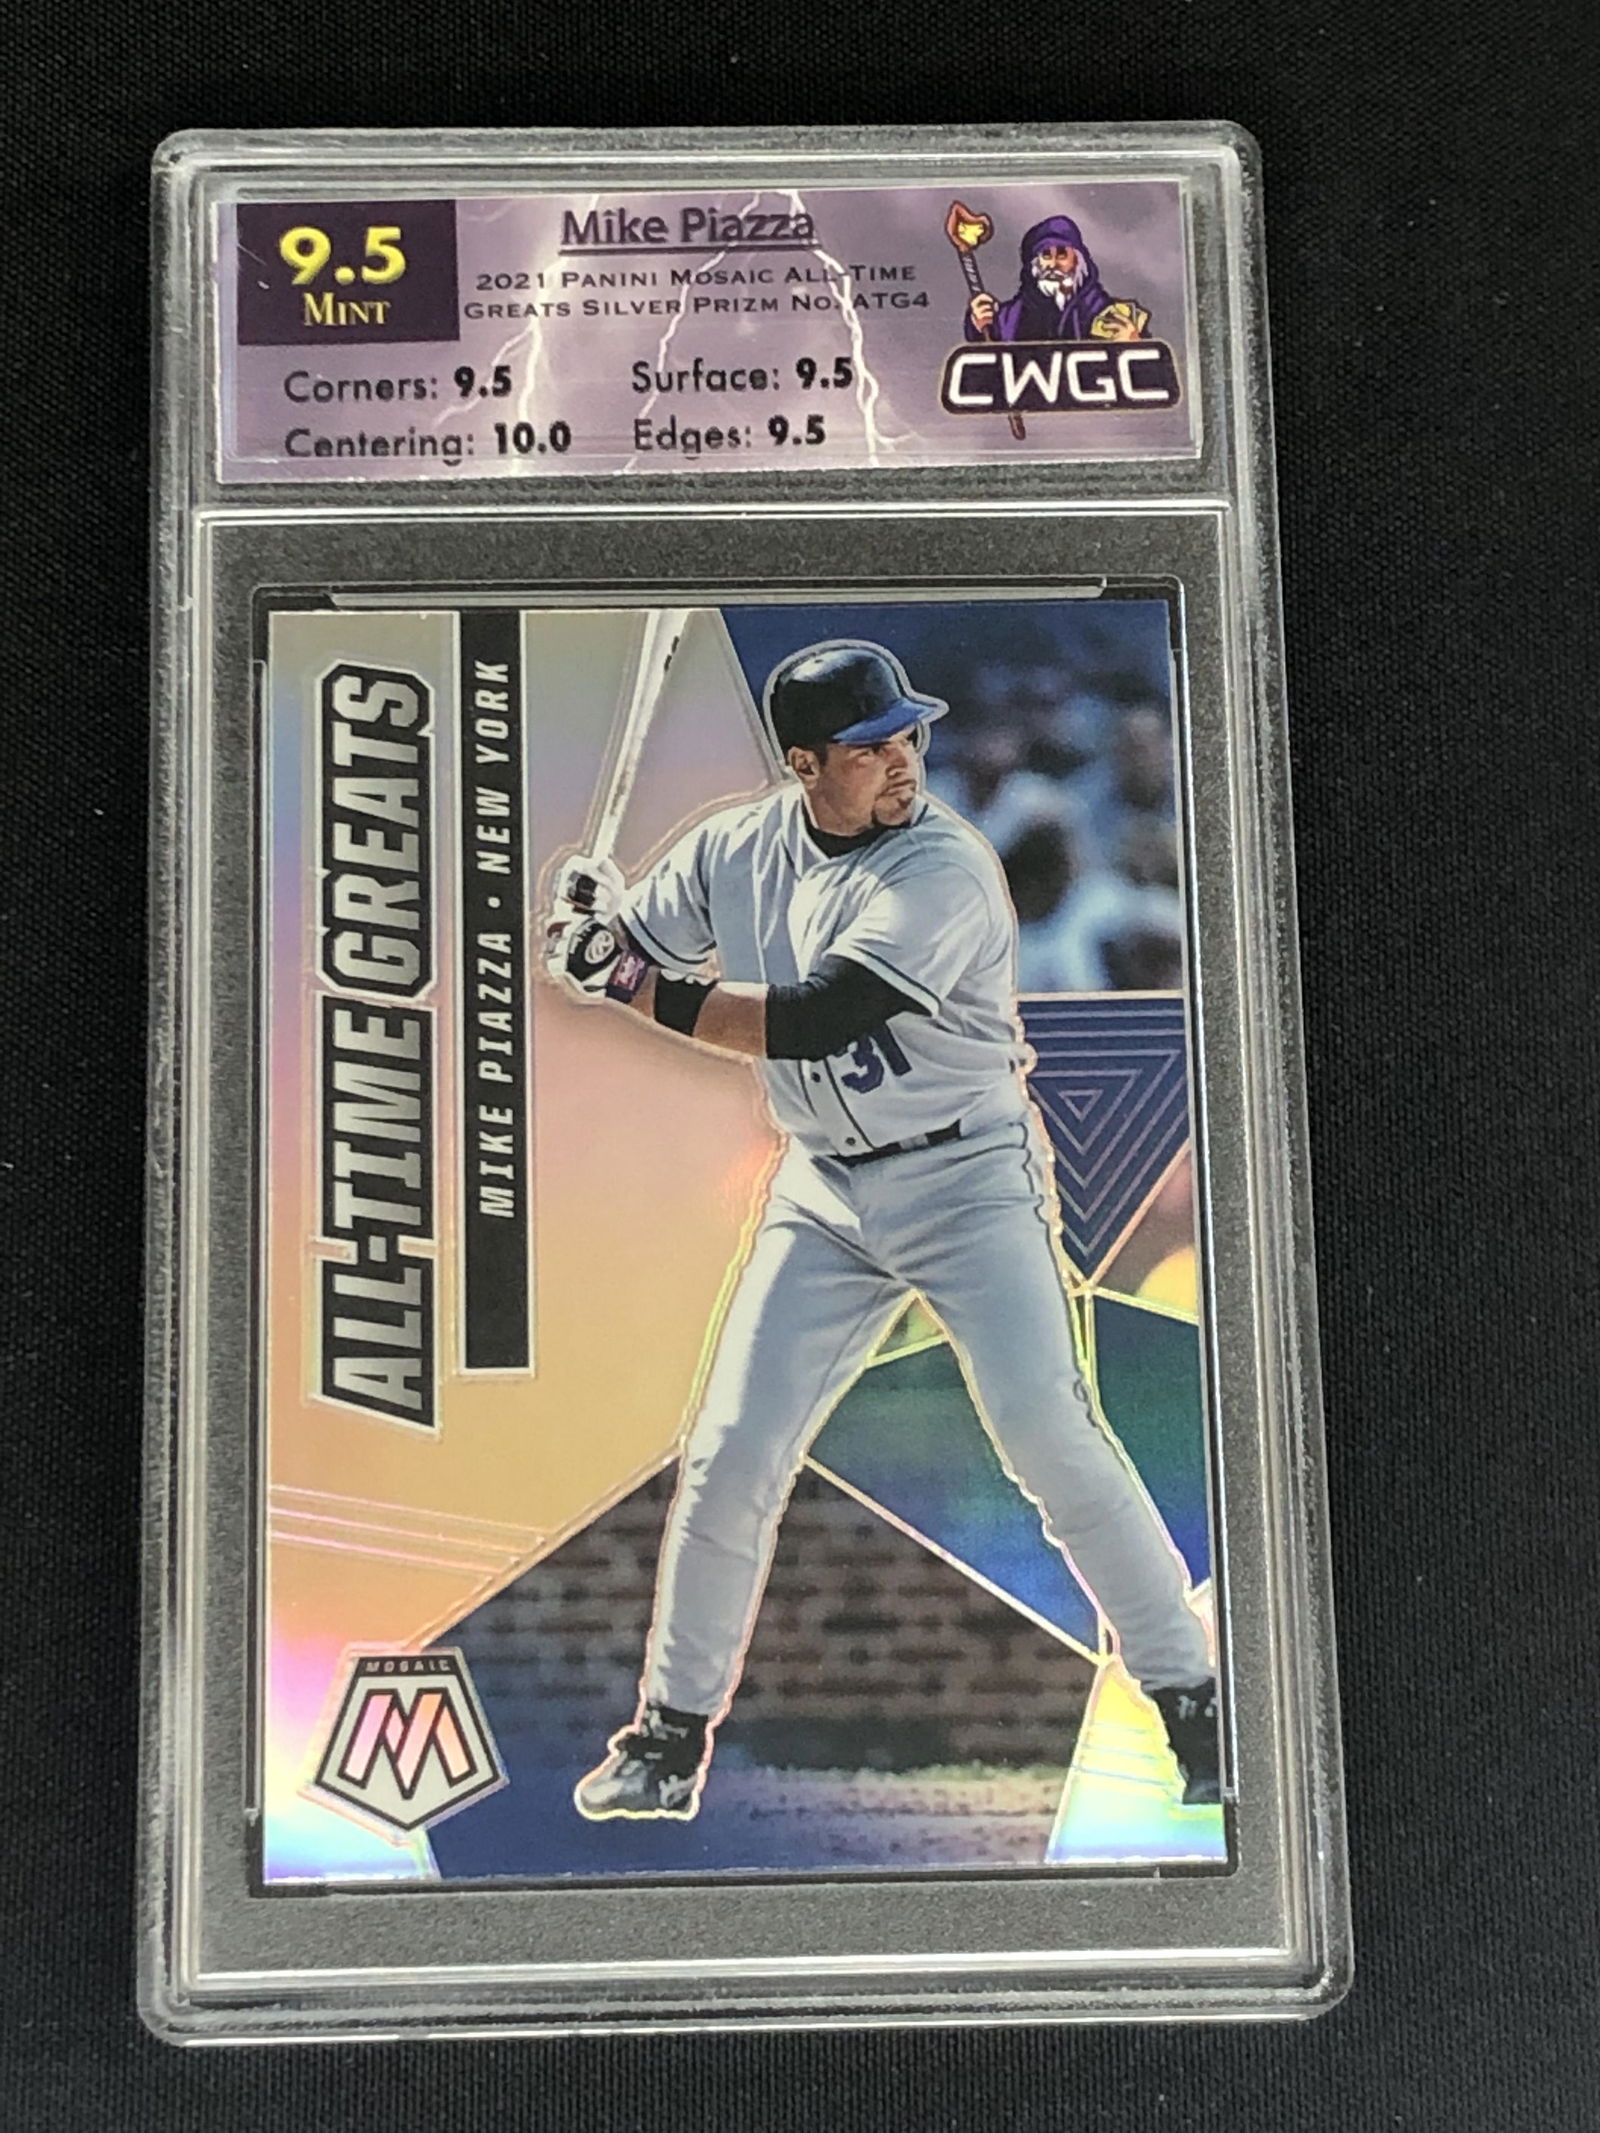 9.5
MINT
Mike Piazza
2021 PANINI MOSAIC ALL-TIME
GREATS SILVER PRIZM NO. ATG4
Corners: 9.5
Surface: 9.5
Centering: 10.0
Edges: 9.5
CWGC
ALL-TIME GREATS
MIKE PIAZZA • NEW YORK
31
MOSAIC
M